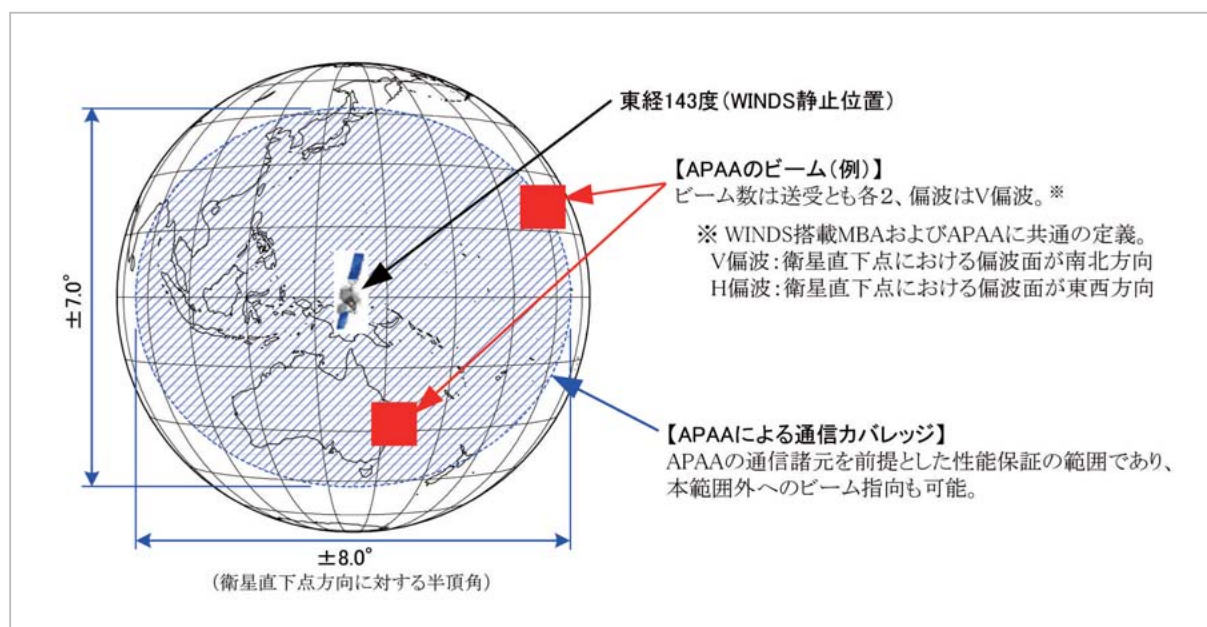 東経143度(WINDS静止位置)
【APAAのビーム(例)】
ビーム数は送受とも各2、偏波はV偏波。※
※ WINDS搭載MBAおよびAPAAに共通の定義。
V偏波:衛星直下点における偏波面が南北方向
H偏波:衛星直下点における偏波面が東西方向
±7.0°
【APAAによる通信カバレッジ】
APAAの通信諸元を前提とした性能保証の範囲であり、
本範囲外へのビーム指向も可能。
±8.0°
(衛星直下点方向に対する半頂角)